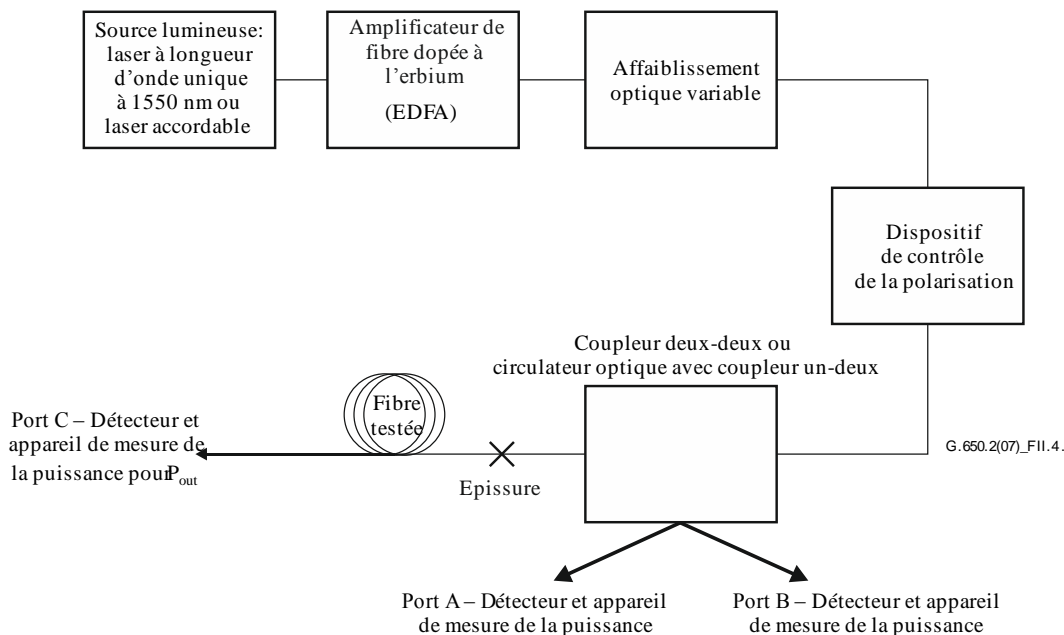 Source lumineuse:
laser à longueur
d'onde unique
à 1550 nm ou
laser accordable
Amplificateur de
fibre dopée à
l'erbium
(EDFA)
Affaiblissement
optique variable
Dispositif
de contrôle
de la polarisation
Coupleur deux-deux ou
circulateur optique avec coupleur un-deux
Fibre
testée
Port C – Détecteur et
appareil de mesure de
la puissance pour Pout
Epissure
G.650.2(07)_FII.4.
Port A – Détecteur et appareil
de mesure de la puissance
Port B – Détecteur et appareil
de mesure de la puissance